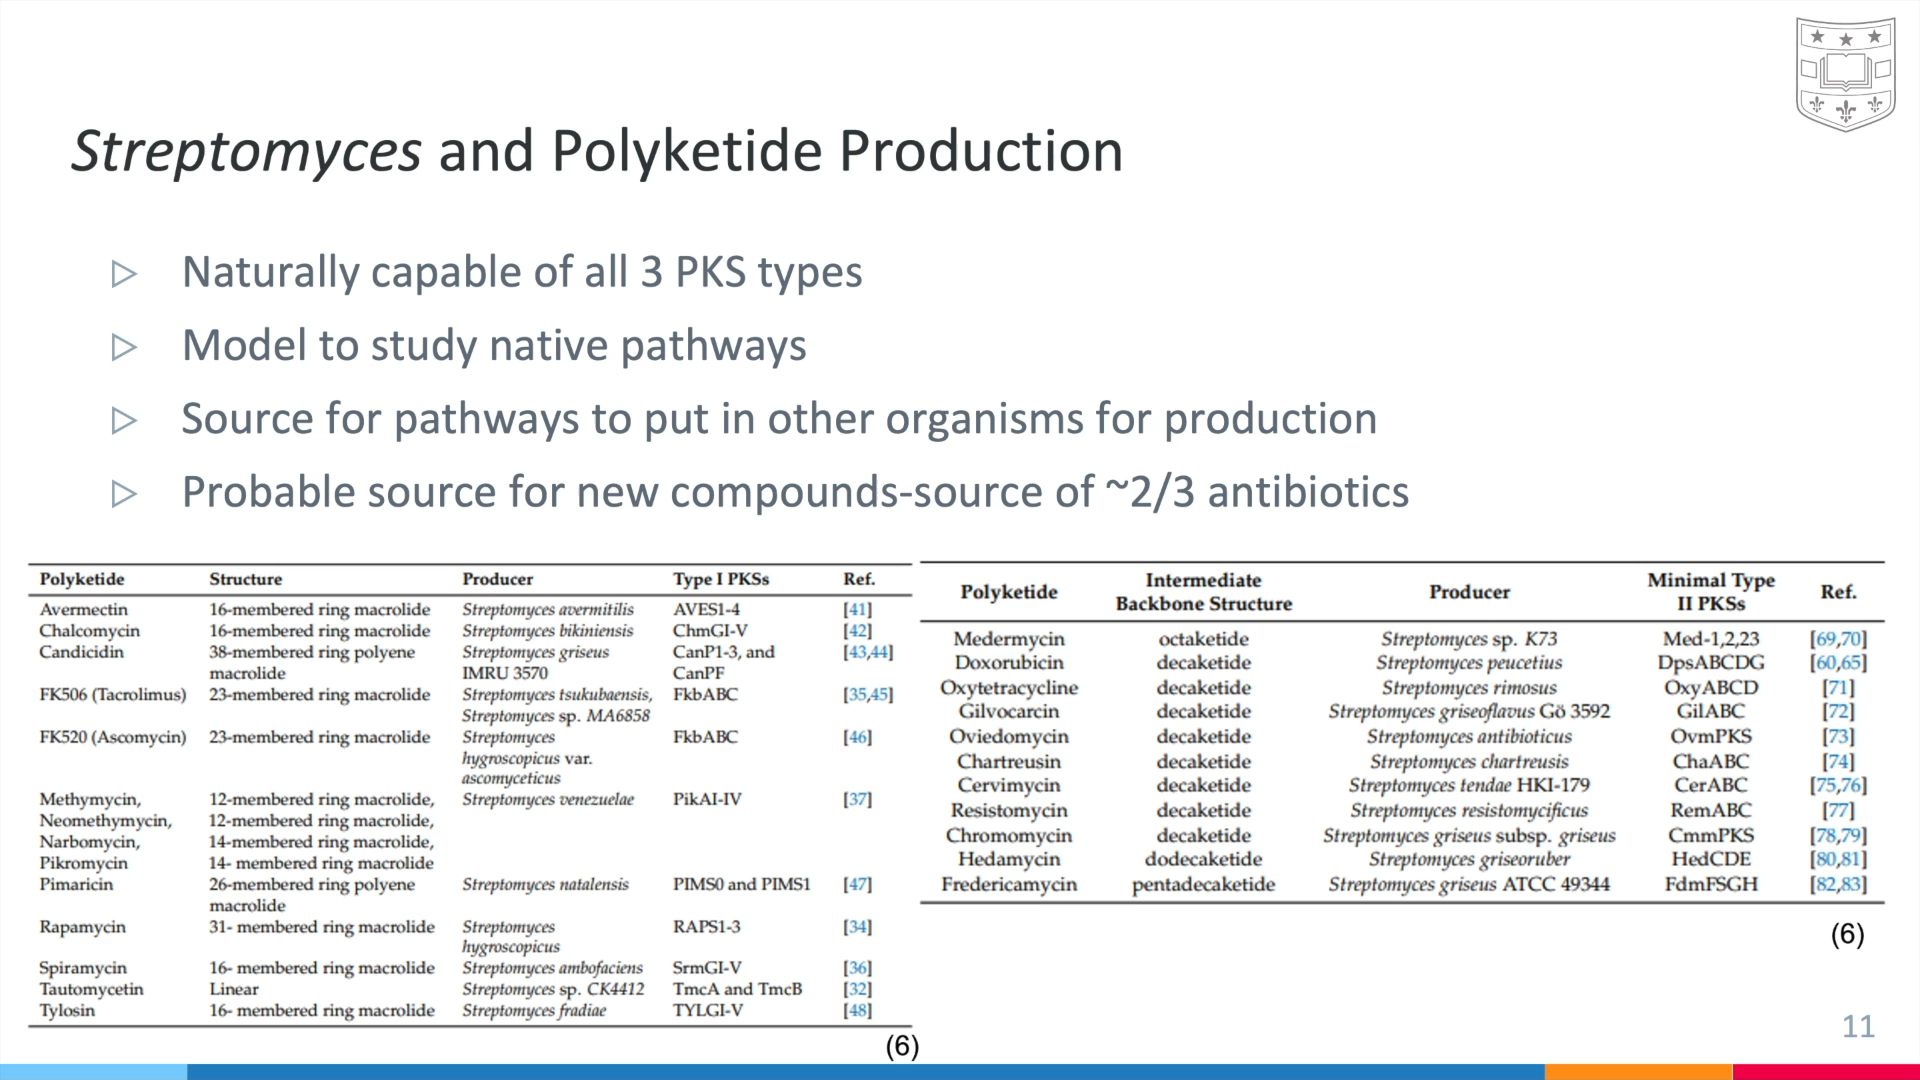 Streptomyces and Polyketide Production
▷ Naturally capable of all 3 PKS types
▷ Model to study native pathways
▷ Source for pathways to put in other organisms for production
▷ Probable source for new compounds-source of ~2/3 antibiotics
Polyketide Structure Producer Type I PKSs Ref.
Avermectin 16-membered ring macrolide Streptomyces avermitilis AVES1-4 [41]
Chalcomycin 16-membered ring macrolide Streptomyces bikiniensis ChmGI-V [42]
Candicidin 38-membered ring polyene Streptomyces griseus CanP1-3, and [43,44]
macrolide IMRU 3570 CanPF
FK506 (Tacrolimus) 23-membered ring macrolide Streptomyces tsukubaensis, FkbABC [35,45]
Streptomyces sp. MA6858
FK520 (Ascomycin) 23-membered ring macrolide Streptomyces FkbABC [46]
hygroscopicus var.
ascomyceticus
Methymycin, 12-membered ring macrolide, Streptomyces venezuelae PikAI-IV [37]
Neomethymycin, 12-membered ring macrolide,
Narbomycin, 14-membered ring macrolide,
Pikromycin 14- membered ring macrolide
Pimaricin 26-membered ring polyene Streptomyces natalensis PIMS0 and PIMS1 [47]
macrolide
Rapamycin 31- membered ring macrolide Streptomyces RAPS1-3 [34]
hygroscopicus
Spiramycin 16- membered ring macrolide Streptomyces ambofaciens SrmGI-V [36]
Tautomycetin Linear Streptomyces sp. CK4412 TmcA and TmcB [32]
Tylosin 16- membered ring macrolide Streptomyces fradiae TYLGI-V [48]
(6)
Intermediate Minimal Type
Polyketide Producer Ref.
Backbone Structure II PKSs
Medermycin octaketide Streptomyces sp. K73 Med-1,2,23 [69,70]
Doxorubicin decaketide Streptomyces peucetius DpsABCDG [60,65]
Oxytetracycline decaketide Streptomyces rimosus OxyABCD [71]
Gilvocarcin decaketide Streptomyces griseoflavus Gö 3592 GilABC [72]
Oviedomycin decaketide Streptomyces antibioticus OvmPKS [73]
Chartreusin decaketide Streptomyces chartreusis ChaABC [74]
Cervimycin decaketide Streptomyces tendae HKI-179 CerABC [75,76]
Resistomycin decaketide Streptomyces resistomycificus RemABC [77]
Chromomycin decaketide Streptomyces griseus subsp. griseus CmmPKS [78,79]
Hedamycin dodecaketide Streptomyces griseoruber HedCDE [80,81]
Fredericamycin pentadecaketide Streptomyces griseus ATCC 49344 FdmFSGH [82,83]
(6)
11